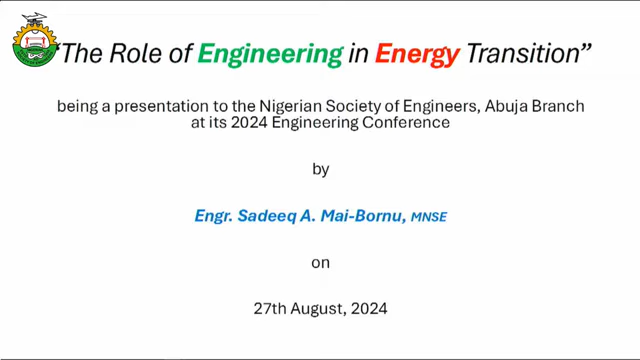 “The Role of Engineering in Energy Transition”
being a presentation to the Nigerian Society of Engineers, Abuja Branch
at its 2024 Engineering Conference
by
Engr. Sadeeq A. Mai-Bornu, MNSE
on
27th August, 2024